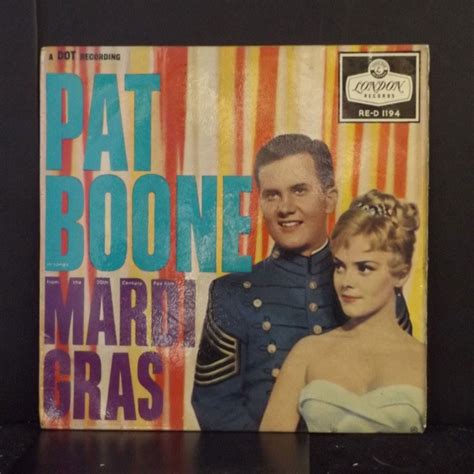 A DOT RECORDING
LONDON
RECORDS
RE-D 1194
PAT
BOONE
from the 20th Century Fox film
MARDI
GRAS